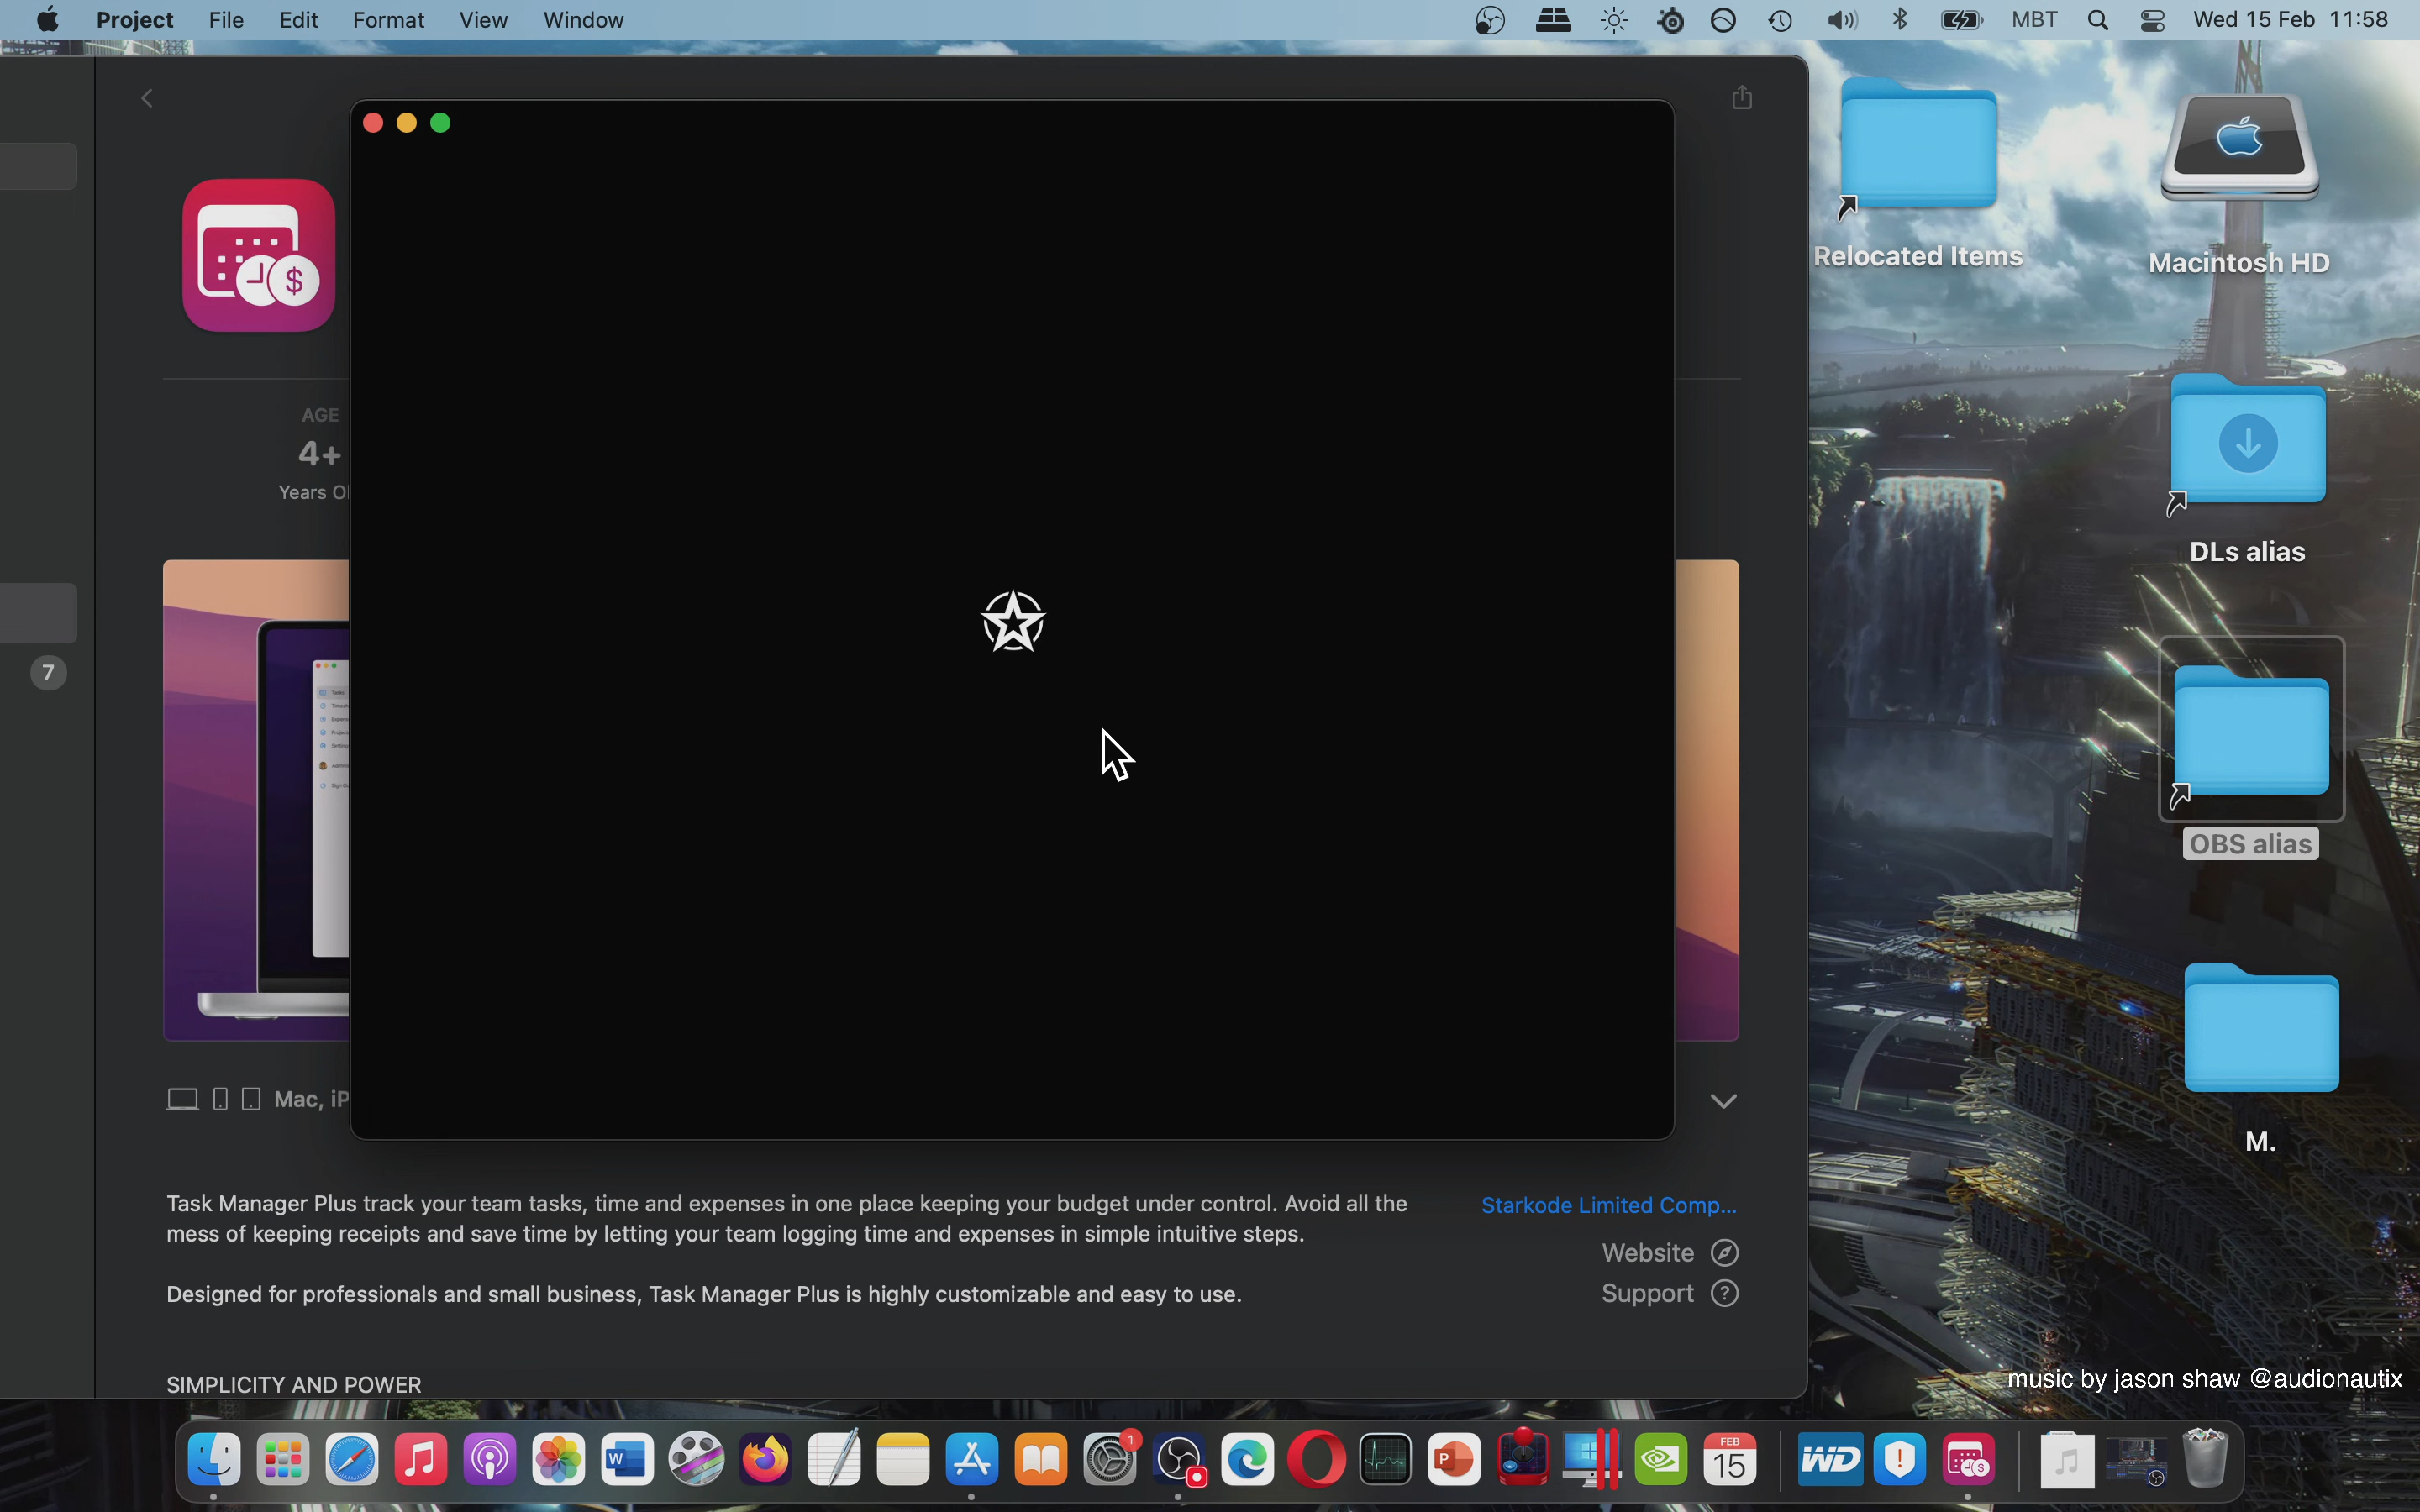 Project File Edit Format View Window MBT Wed 15 Feb 11:58
Relocated Items
Macintosh HD
$
AGE
4+
Years Ol
DLs alias
7
OBS alias
Mac, iP
M.
Task Manager Plus track your team tasks, time and expenses in one place keeping your budget under control. Avoid all the
mess of keeping receipts and save time by letting your team logging time and expenses in simple intuitive steps.
Designed for professionals and small business, Task Manager Plus is highly customizable and easy to use.
Starkode Limited Comp...
Website
Support ?
SIMPLICITY AND POWER
music by jason shaw @audionautix
W
1
P
FEB
15
WD
$